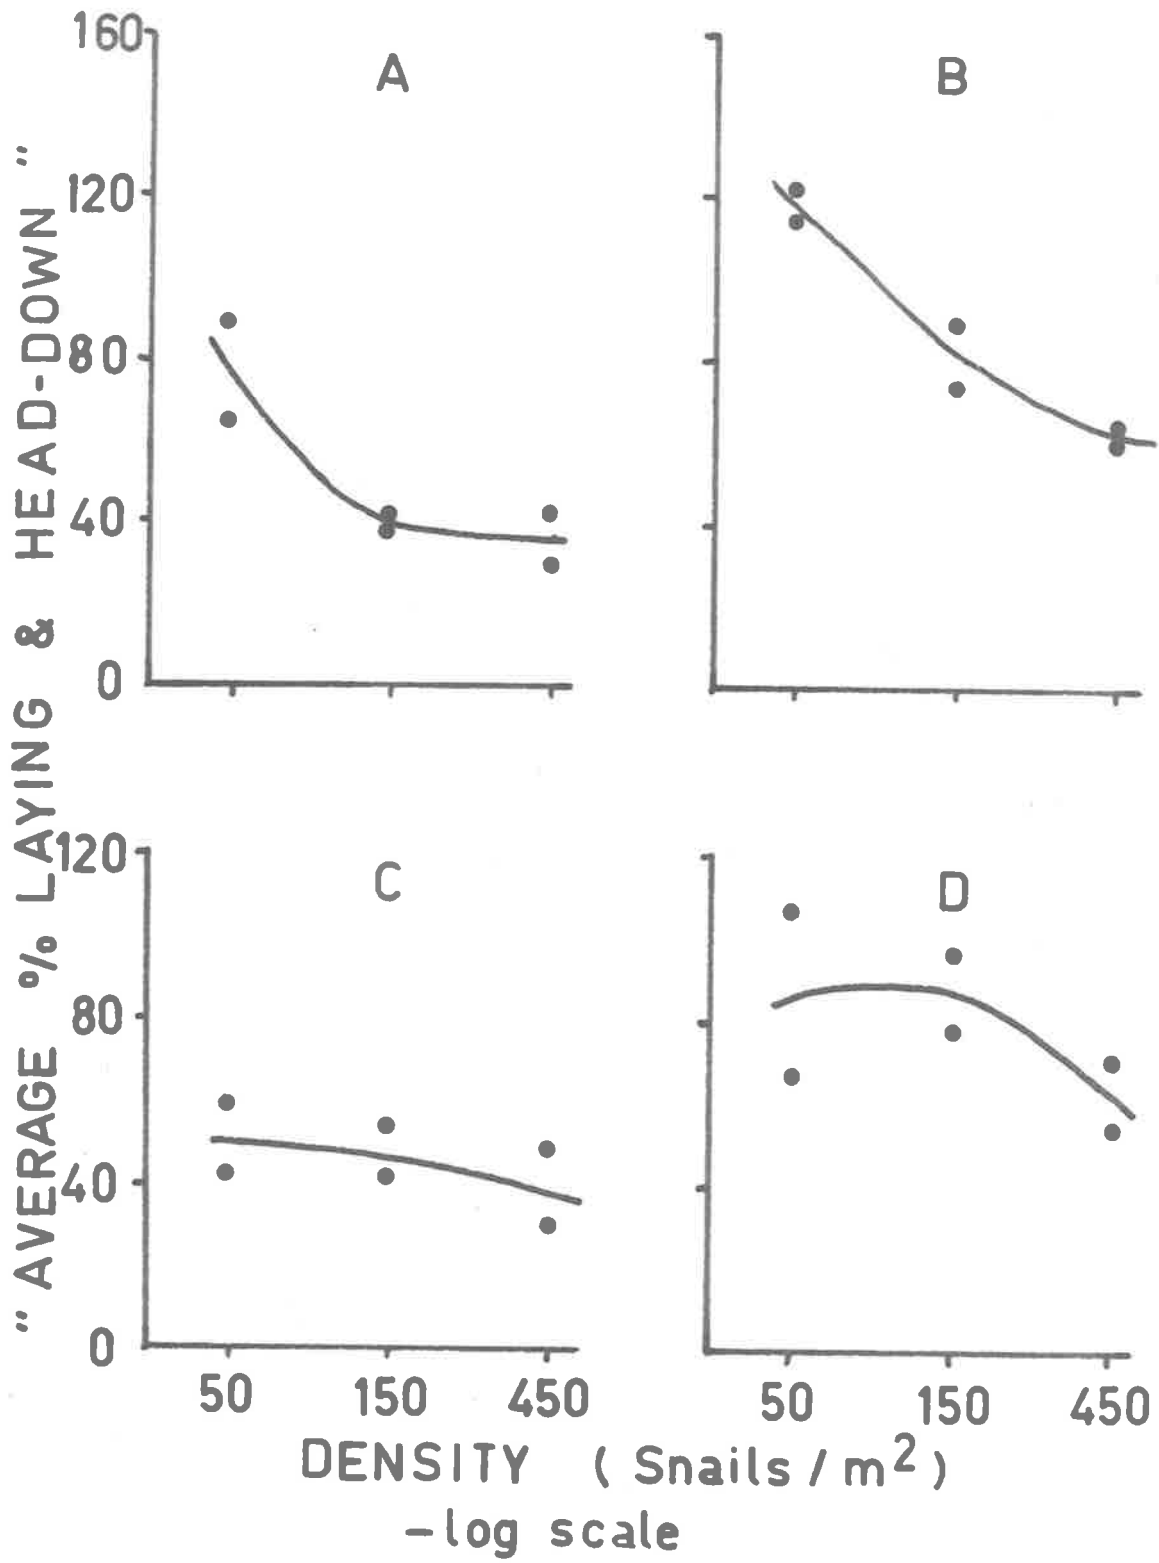 " AVERAGE % LAYING & HEAD-DOWN "
A
160
120
80
40
0
B
C
120
80
40
0
50 150 450
D
50 150 450
DENSITY ( Snails / m² )
– log scale